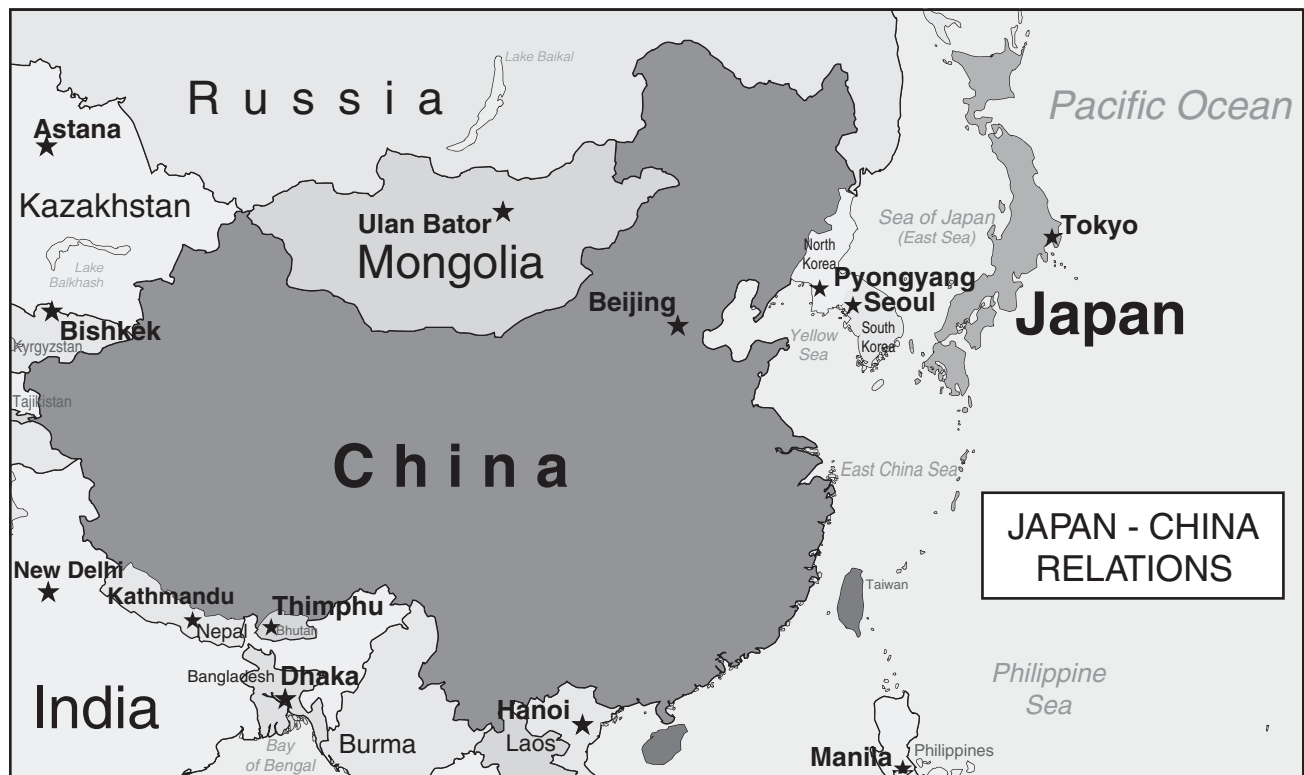 Lake Baikal
Russia
Pacific Ocean
Astana
Kazakhstan
Ulan Bator
Mongolia
Sea of Japan
(East Sea)
Tokyo
North
Korea
Lake
Balkhash
Pyongyang
Beijing
Seoul
Japan
Bishkek
Kyrgyzstan
Yellow
Sea
South
Korea
Tajikistan
China
East China Sea
JAPAN - CHINA
RELATIONS
New Delhi
Kathmandu
Thimphu
Taiwan
Nepal
Bhutan
Bangladesh
Dhaka
India
Philippine
Sea
Hanoi
Burma
Laos
Bay
of Bengal
Manila
Philippines